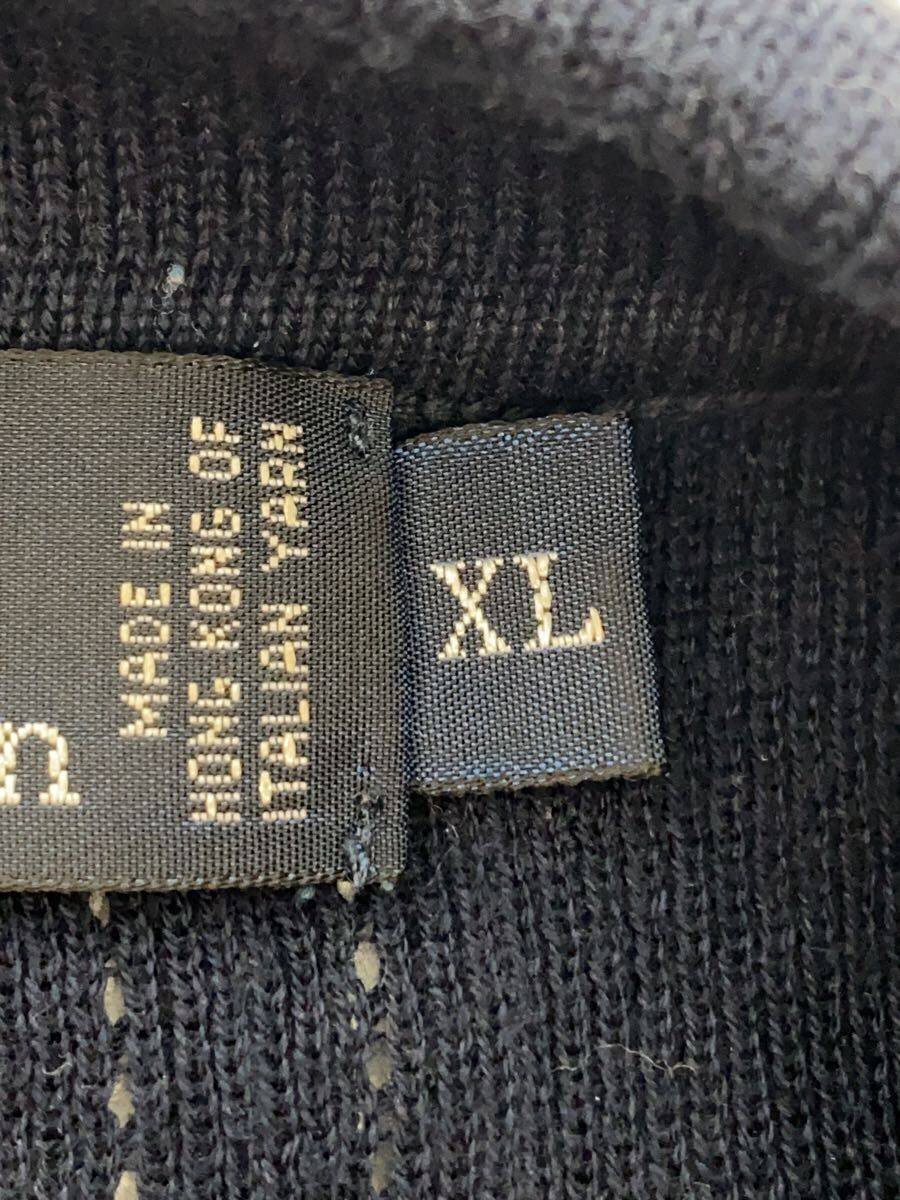 n
MADE IN
HONG KONG OF
ITALIAN YARN
XL